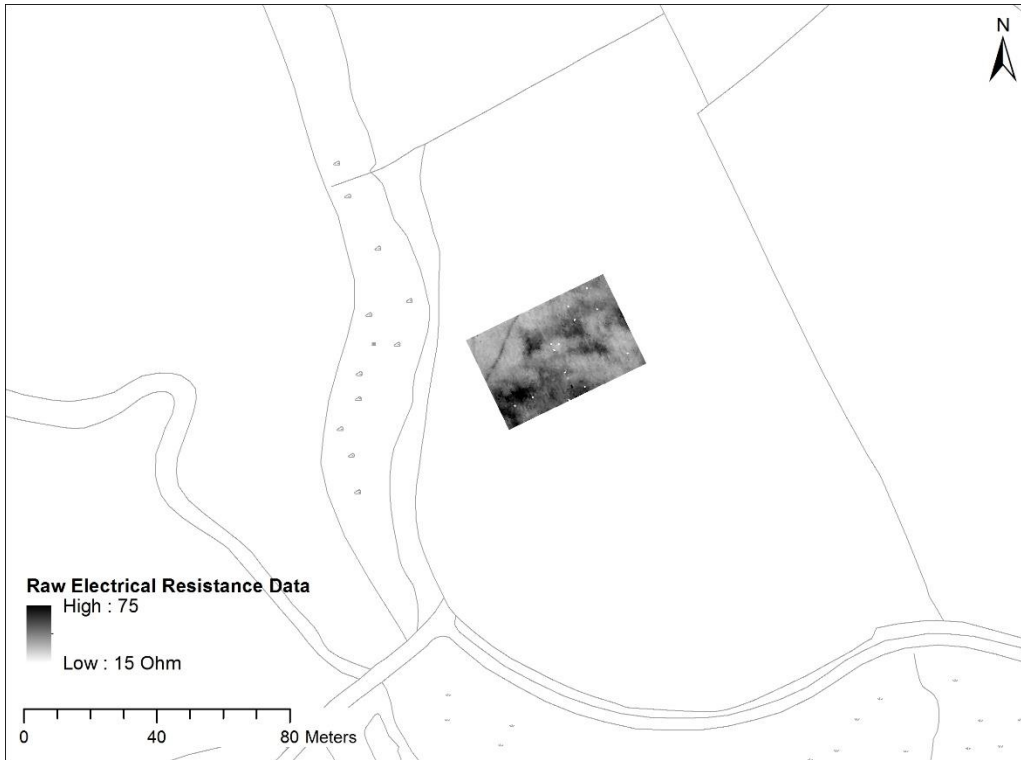 N
Raw Electrical Resistance Data
High : 75
Low : 15 Ohm
0 40 80 Meters